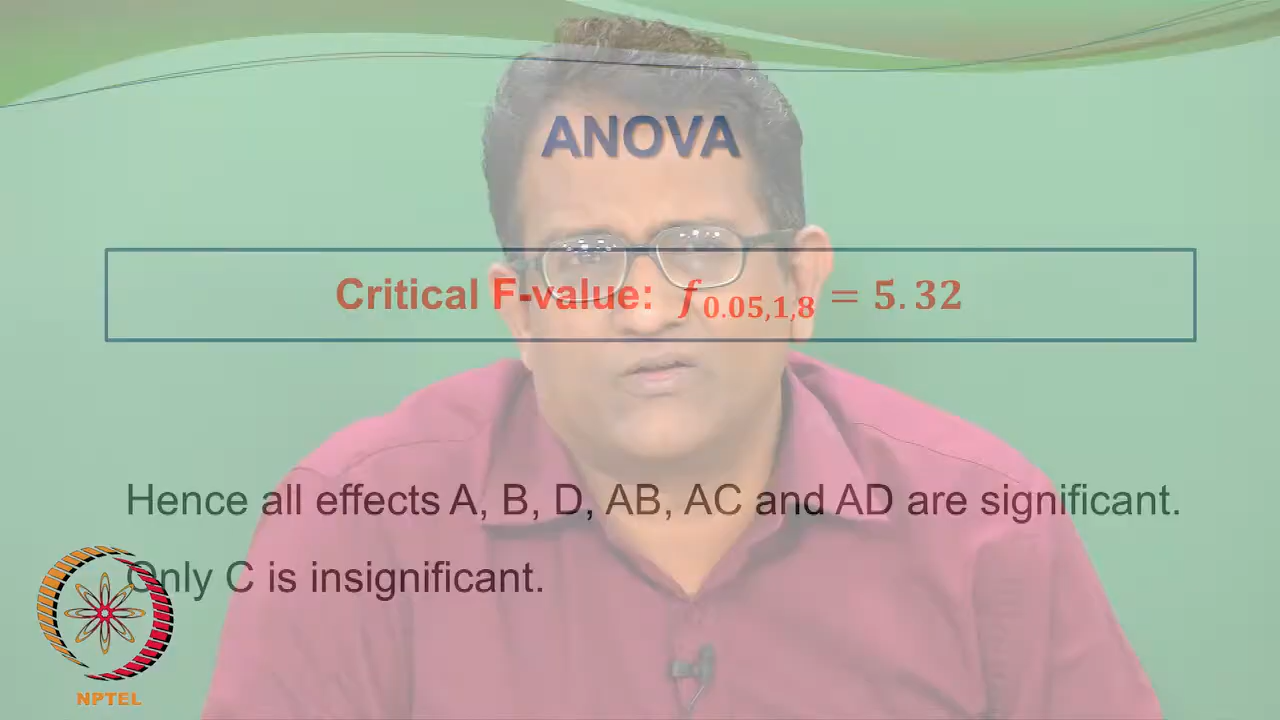 ANOVA
Critical F-value: f0.05,1,8 = 5.32
Hence all effects A, B, D, AB, AC and AD are significant.
Only C is insignificant.
NPTEL